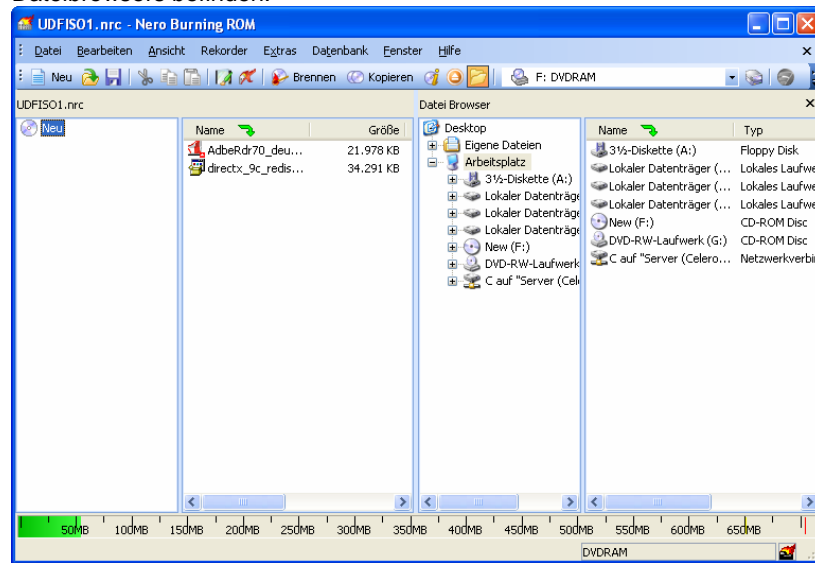 Dateibrowsers befinden.
UDFISO1.nrc - Nero Burning ROM
Datei Bearbeiten Ansicht Rekorder Extras Datenbank Fenster Hilfe
Neu Brennen Kopieren F: DVDRAM
UDFISO1.nrc Datei Browser
Neu
Name Größe
AdbeRdr70_deu... 21.978 KB
directx_9c_redis... 34.291 KB
Desktop
Eigene Dateien
Arbeitsplatz
3½-Diskette (A:)
Lokaler Datenträge
Lokaler Datenträge
Lokaler Datenträge
New (F:)
DVD-RW-Laufwerk
C auf "Server (Cel
Name Typ
3½-Diskette (A:) Floppy Disk
Lokaler Datenträger (... Lokales Laufwe
Lokaler Datenträger (... Lokales Laufwe
Lokaler Datenträger (... Lokales Laufwe
New (F:) CD-ROM Disc
DVD-RW-Laufwerk (G:) CD-ROM Disc
C auf "Server (Celero... Netzwerkverbi
50MB 100MB 150MB 200MB 250MB 300MB 350MB 400MB 450MB 500MB 550MB 600MB 650MB
DVDRAM